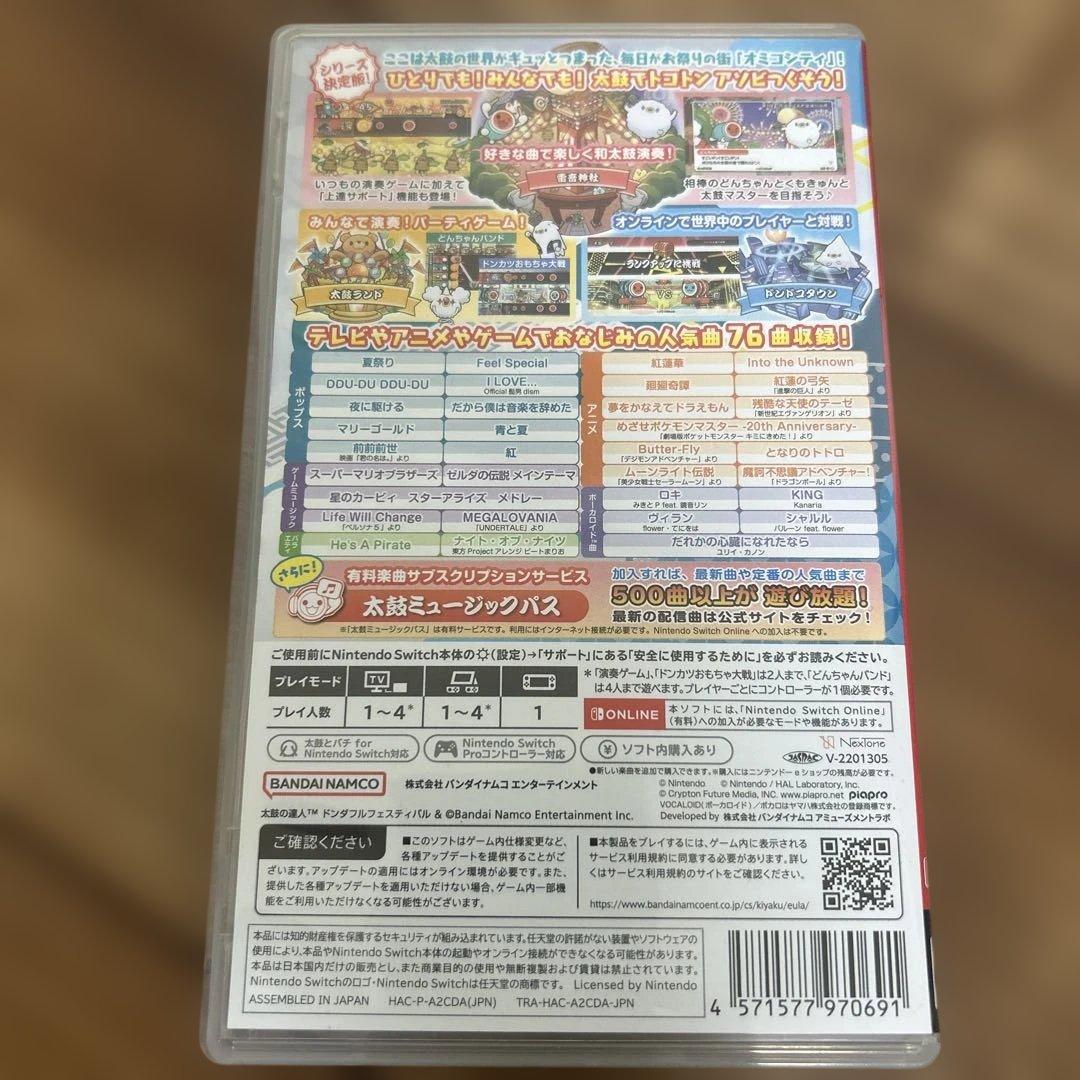 シリーズ
決定版!
ここは太鼓の世界がギュッとつまった、毎日がお祭りの街「オミコシティ」!
ひとりでも!みんなでも! 太鼓でトコトン アソビつくそう!
好きな曲で楽しく和太鼓演奏!
雷音神社
いつもの演奏ゲームに加えて
「上達サポート」機能も登場!
相棒のどんちゃんとくもきゅんと
太鼓マスターを目指そう♪
みんなで演奏!パーティゲーム!
どんちゃんバンド
ドンカツおもちゃ大戦
太鼓ランド
オンラインで世界中のプレイヤーと対戦!
ランクアップに挑戦
VS
ドンドコタウン
テレビやアニメやゲームでおなじみの人気曲 76 曲収録!
ポップス
夏祭り
Feel Special
DDU-DU DDU-DU
I LOVE...
Official髭男dism
夜に駆ける
だから僕は音楽を辞めた
マリーゴールド
青と夏
前前前世
映画「君の名は。」より
紅
ゲームミュージック
スーパーマリオブラザーズ
ゼルダの伝説 メインテーマ
星のカービィ スターアライズ メドレー
Life Will Change
「ペルソナ5」より
MEGALOVANIA
「UNDERTALE」より
バラエティ
He's A Pirate
ナイト・オブ・ナイツ
東方Projectアレンジ ビートまりお
アニメ
紅蓮華
Into the Unknown
廻廻奇譚
紅蓮の弓矢
「進撃の巨人」より
夢をかなえてドラえもん
残酷な天使のテーゼ
「新世紀エヴァンゲリオン」より
めざせポケモンマスター -20th Anniversary-
「劇場版ポケットモンスター キミにきめた!」より
Butter-Fly
「デジモンアドベンチャー」より
となりのトトロ
ムーンライト伝説
「美少女戦士セーラームーン」より
魔訶不思議アドベンチャー!
「ドラゴンボール」より
ボーカロイド™曲
ロキ
みきとP feat. 鏡音リン
KING
Kanaria
ヴィラン
flower・てにをは
シャルル
バルーン feat. flower
だれかの心臓になれたなら
ユリイ・カノン
さらに!
有料楽曲サブスクリプションサービス
太鼓ミュージックパス
加入すれば、最新曲や定番の人気曲まで
500曲以上が 遊び放題!
最新の配信曲は公式サイトをチェック!
※「太鼓ミュージックパス」は有料サービスです。利用にはインターネット接続が必要です。Nintendo Switch Onlineへの加入は不要です。
ご使用前にNintendo Switch本体の(設定)→「サポート」にある「安全に使用するために」を必ずお読みください。
プレイモード
TV
プレイ人数
1〜4*
1〜4*
1
*「演奏ゲーム」、「ドンカツおもちゃ大戦」は2人まで、「どんちゃんバンド」
は4人まで遊べます。プレイヤーごとにコントローラーが1個必要です。
ONLINE
本ソフトには、「Nintendo Switch Online」
(有料)への加入が必要なモードや機能があります。
太鼓とバチ for
Nintendo Switch対応
Nintendo Switch
Proコントローラー対応
ソフト内購入あり
NexTone
JASRAC
V-2201305
●新しい楽曲を追加で購入できます。※購入にはニンテンドーeショップの残高が必要です。
BANDAI NAMCO
株式会社 バンダイナムコ エンターテインメント
© Nintendo © Nintendo / HAL Laboratory, Inc.
© Crypton Future Media, INC. www.piapro.net piapro
VOCALOID(ボーカロイド)/ボカロはヤマハ株式会社の登録商標です。
太鼓の達人™ ドンダフルフェスティバル & ©Bandai Namco Entertainment Inc.
Developed by 株式会社 バンダイナムコ アミューズメントラボ
ご確認ください
■このソフトはゲーム内仕様変更など、
各種アップデートを提供することがご
ざいます。アップデートの適用にはオンライン環境が必要です。また、
提供した各種アップデートを適用いただけない場合、ゲーム内一部機
能をご利用いただけなくなる可能性がございます。
■本製品をプレイするには、ゲーム内に表示される
サービス利用規約に同意する必要があります。詳し
くはサービス利用規約のサイトをご確認ください。
https://www.bandainamcoent.co.jp/cs/kiyaku/eula/
本品には知的財産権を保護するセキュリティが組み込まれています。任天堂の許諾がない装置やソフトウェアの
使用により、本品やNintendo Switch本体の起動やオンライン接続ができなくなる可能性があります。
本品は日本国内だけの販売とし、また商業目的の使用や無断複製および賃貸は禁止します。
Nintendo Switchのロゴ・Nintendo Switchは任天堂の商標です。 Licensed by Nintendo
ASSEMBLED IN JAPAN HAC-P-A2CDA(JPN) TRA-HAC-A2CDA-JPN
4 571577 970691